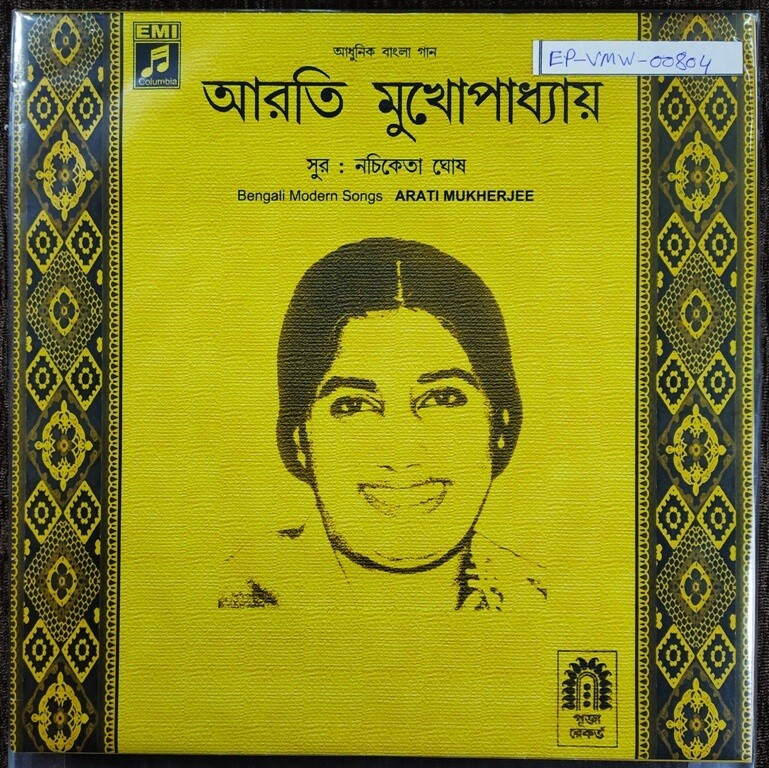 EMI
Columbia
আধুনিক বাংলা গান
EP-VMW-00804
আরতি মুখোপাধ্যায়
সুর : নচিকেতা ঘোষ
Bengali Modern Songs ARATI MUKHERJEE
পূজা
রেকর্ড